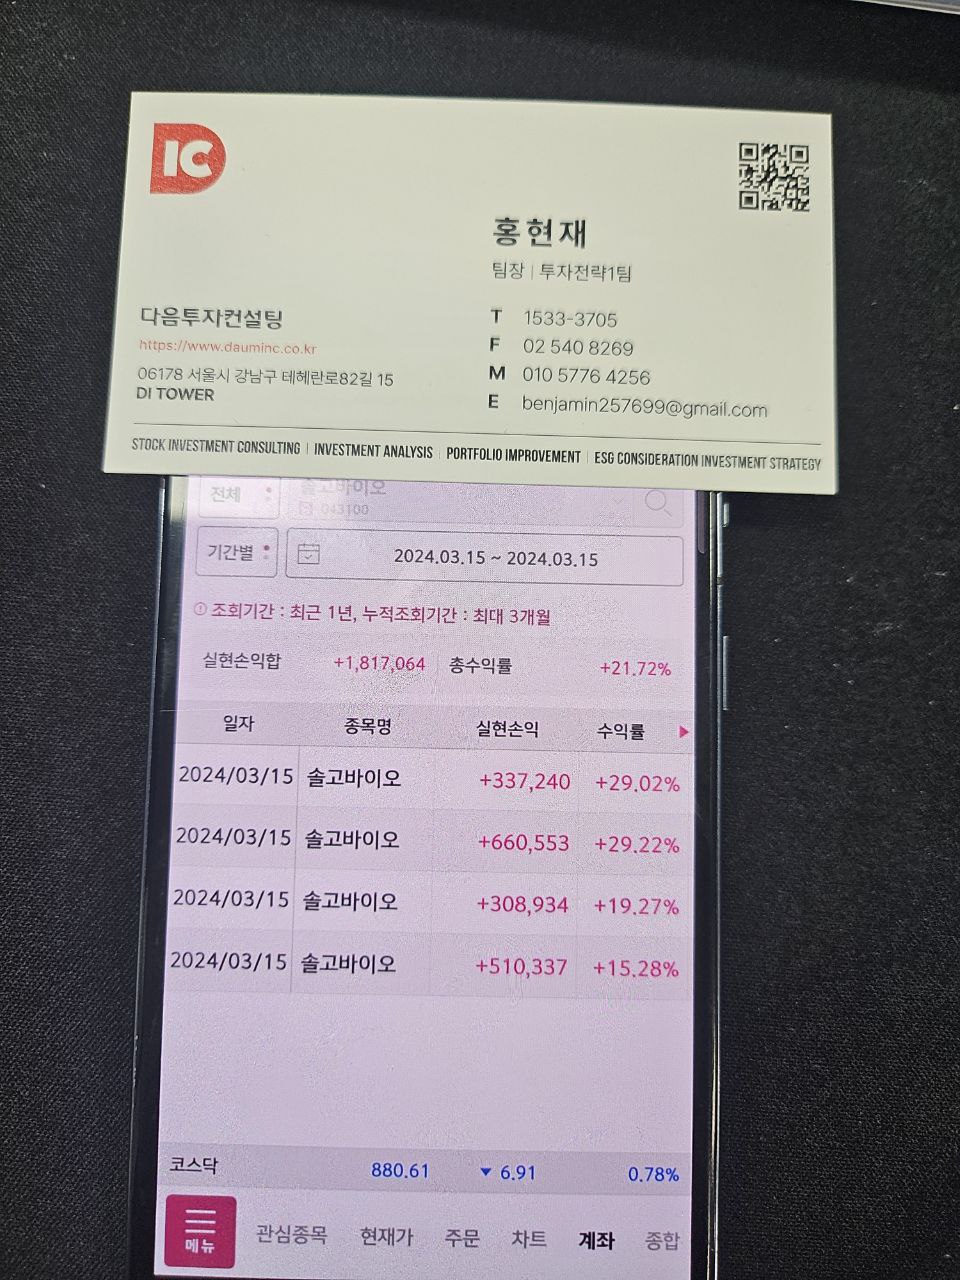 IC
홍현재
팀장 | 투자전략1팀
다음투자컨설팅
https://www.dauminc.co.kr
06178 서울시 강남구 테헤란로82길 15
DI TOWER
T 1533-3705
F 02 540 8269
M 010 5776 4256
E benjamin257699@gmail.com
STOCK INVESTMENT CONSULTING | INVESTMENT ANALYSIS | PORTFOLIO IMPROVEMENT | ESG CONSIDERATION INVESTMENT STRATEGY
전체 솔고바이오
043100
기간별 2024.03.15 ~ 2024.03.15
조회기간 : 최근 1년, 누적조회기간 : 최대 3개월
실현손익합 +1,817,064 총수익률 +21.72%
일자 종목명 실현손익 수익률
2024/03/15 솔고바이오 +337,240 +29.02%
2024/03/15 솔고바이오 +660,553 +29.22%
2024/03/15 솔고바이오 +308,934 +19.27%
2024/03/15 솔고바이오 +510,337 +15.28%
코스닥 880.61 ▼ 6.91 0.78%
메뉴 관심종목 현재가 주문 차트 계좌 종합